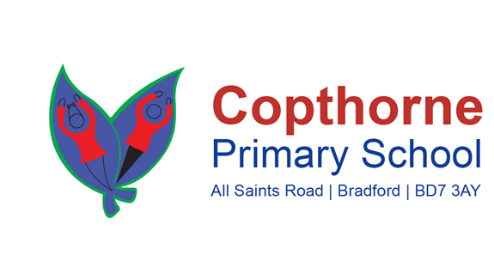 Copthorne
Primary School
All Saints Road | Bradford | BD7 3AY